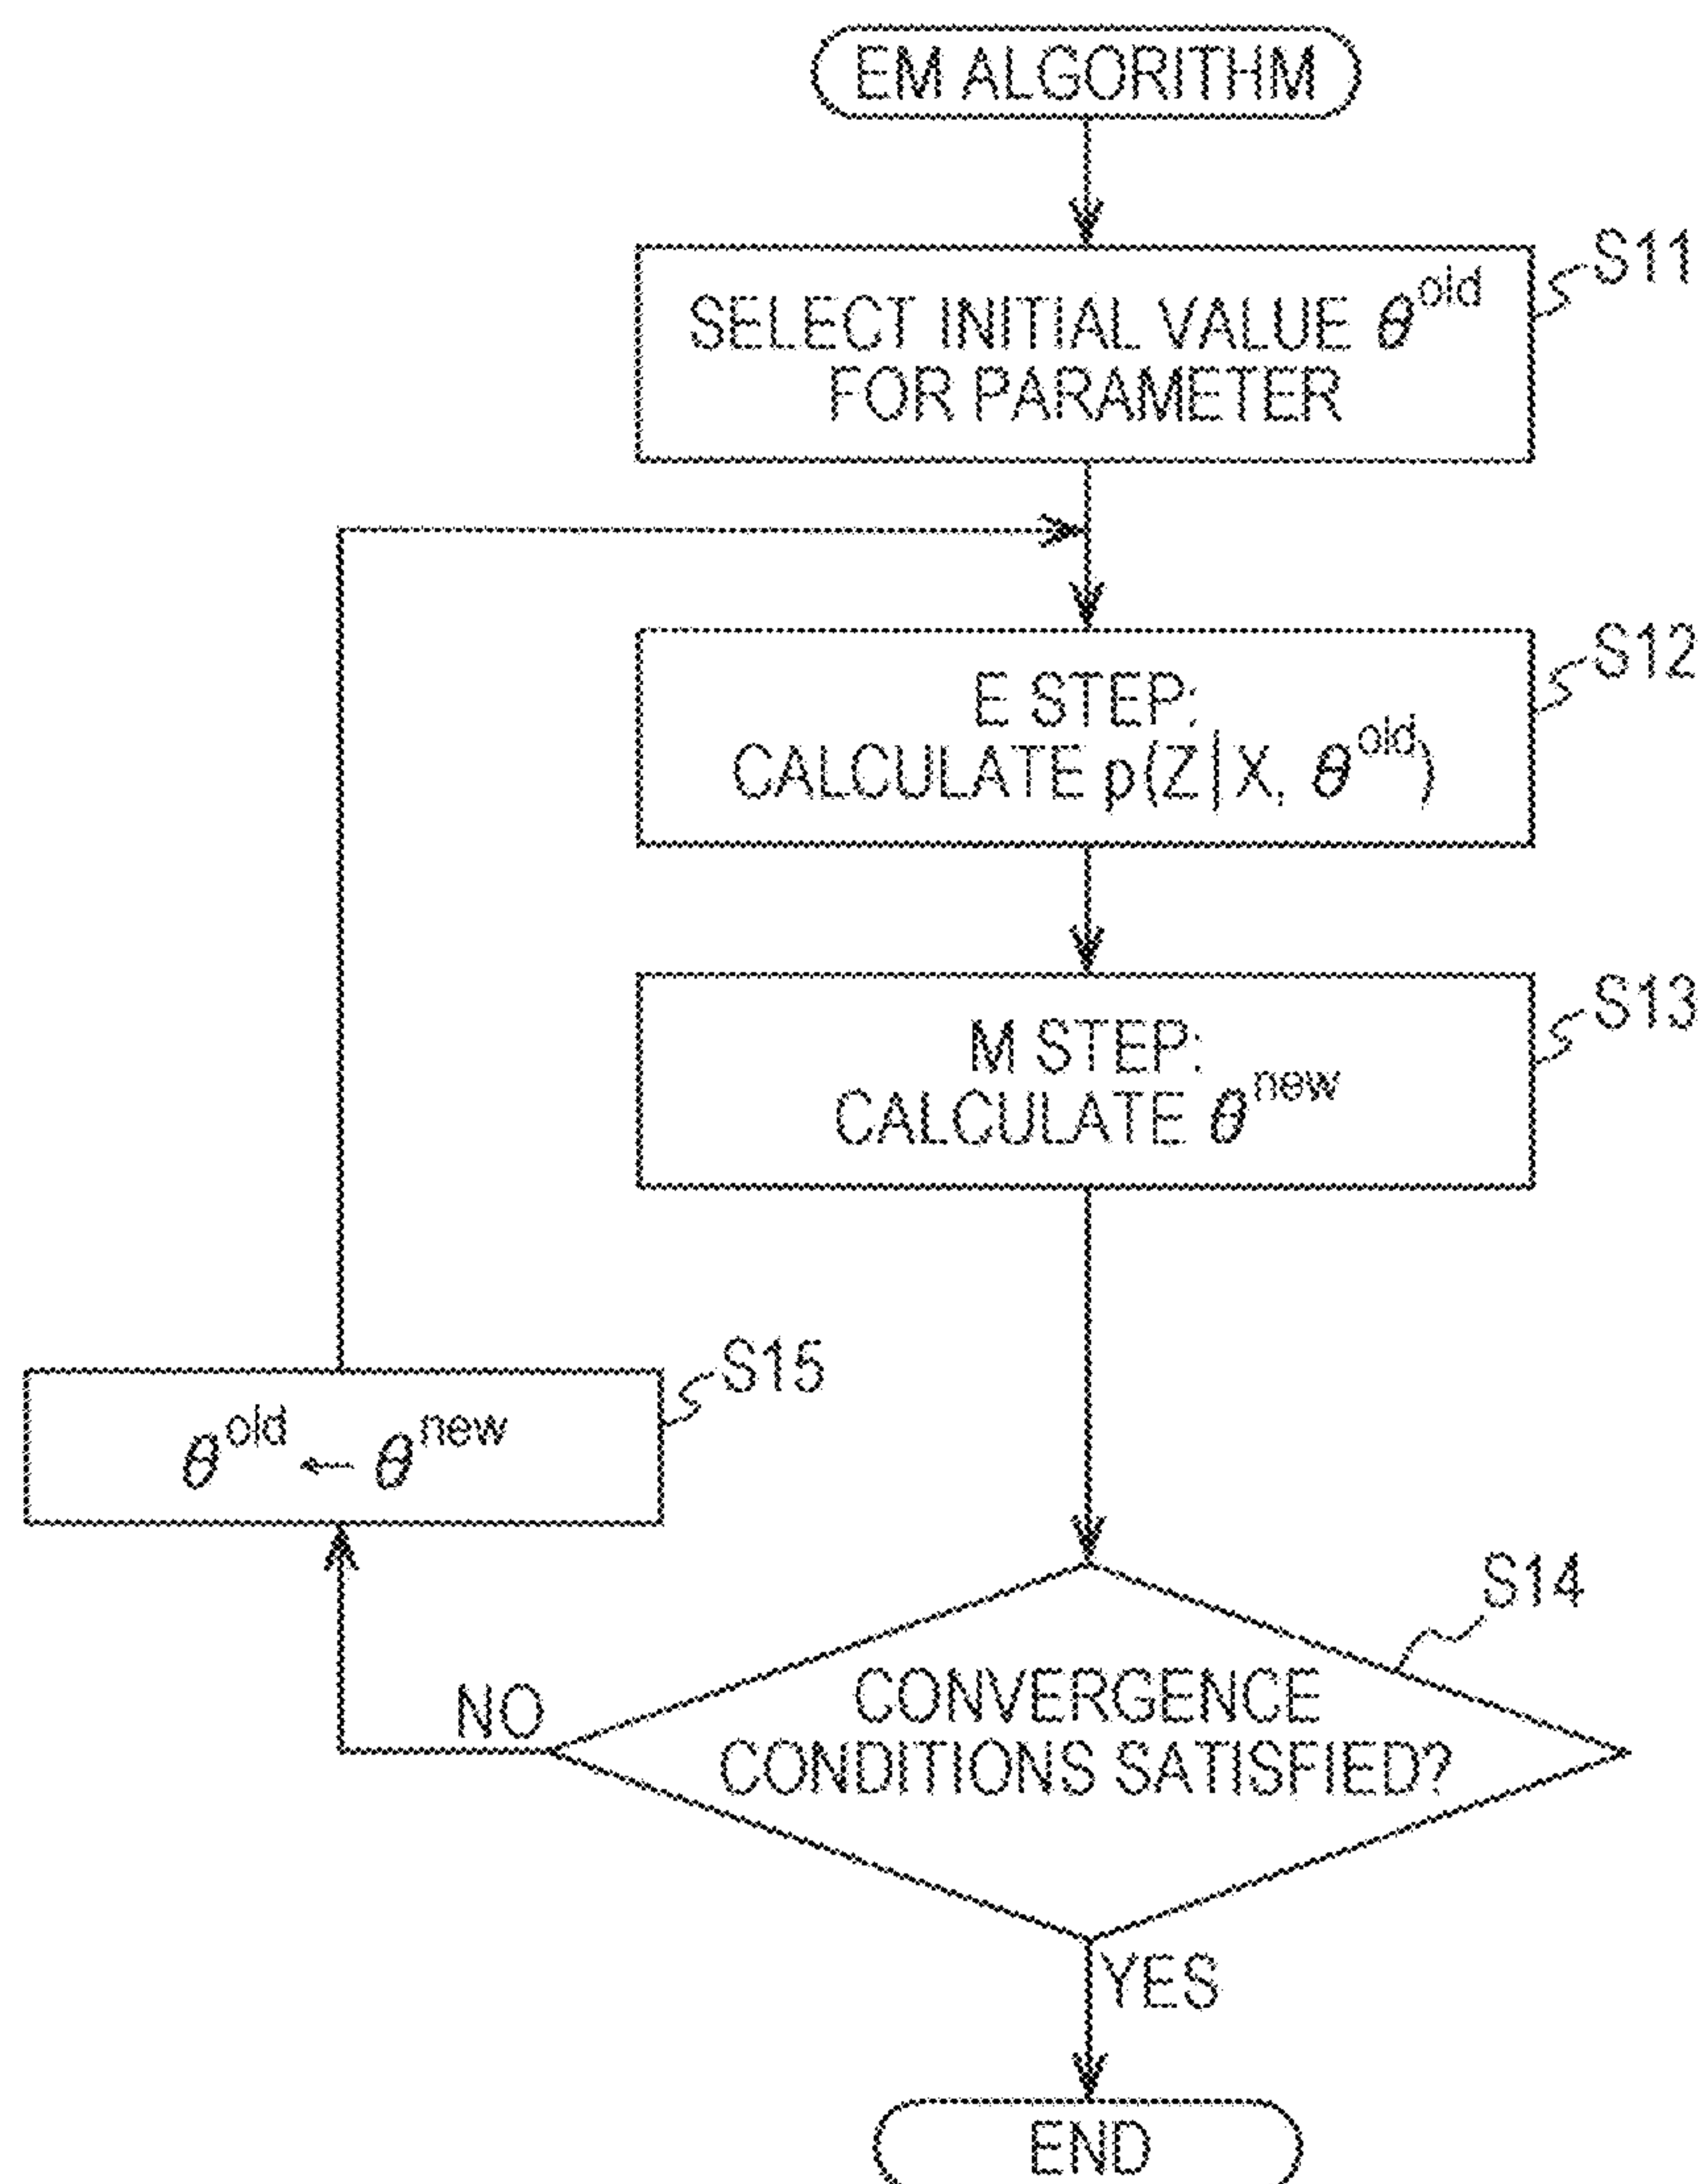 EM ALGORITHM
S11
SELECT INITIAL VALUE θ^old
FOR PARAMETER
S12
E STEP:
CALCULATE p(Z|X, θ^old)
S13
M STEP:
CALCULATE θ^new
S15
θ^old ← θ^new
S14
CONVERGENCE
CONDITIONS SATISFIED?
NO
YES
END